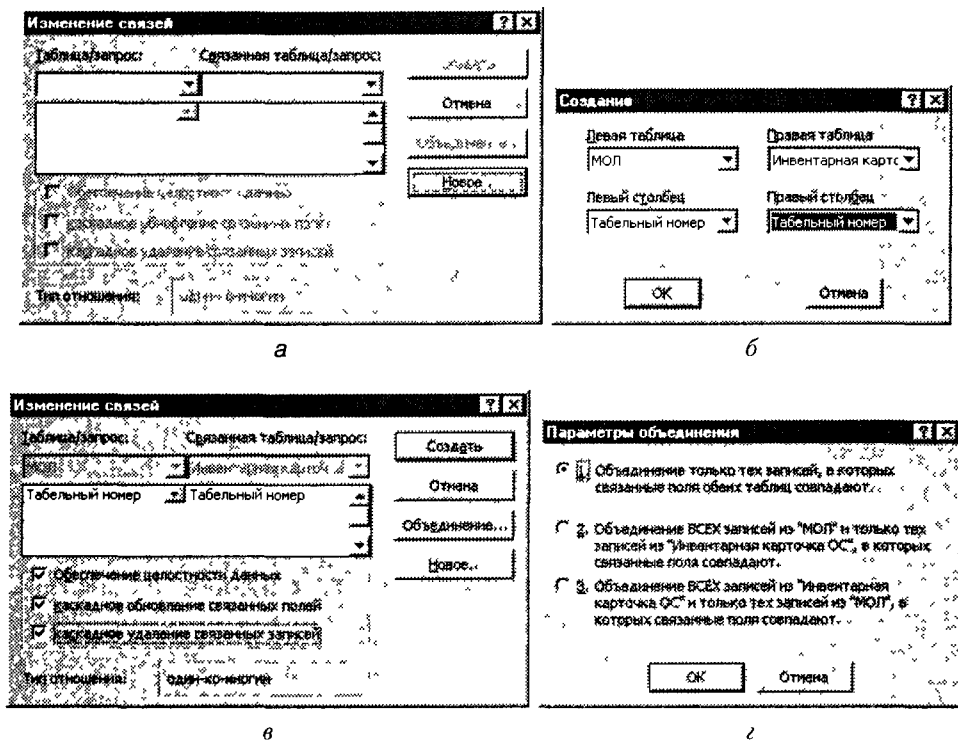 Изменение связей
Таблица/запрос: Связанная таблица/запрос:
Отмена
Новое..
Тип отношения:
а
Создание
Левая таблица Правая таблица
МОЛ Инвентарная карто
Левый столбец Правый столбец
Табельный номер Табельный номер
ОК Отмена
б
Изменение связей
Таблица/запрос: Связанная таблица/запрос:
МОЛ
Табельный номер Табельный номер
Создать
Отмена
Объединение...
Новое..
Обеспечение целостности данных
каскадное обновление связанных полей
каскадное удаление связанных записей
Тип отношения: один-ко-многим
в
Параметры объединения
1. Объединение только тех записей, в которых
связанные поля обеих таблиц совпадают.
2. Объединение ВСЕХ записей из "МОЛ" и только тех
записей из "Инвентарная карточка ОС", в которых
связанные поля совпадают.
3. Объединение ВСЕХ записей из "Инвентарная
карточка ОС" и только тех записей из "МОЛ", в
которых связанные поля совпадают.
ОК Отмена
г